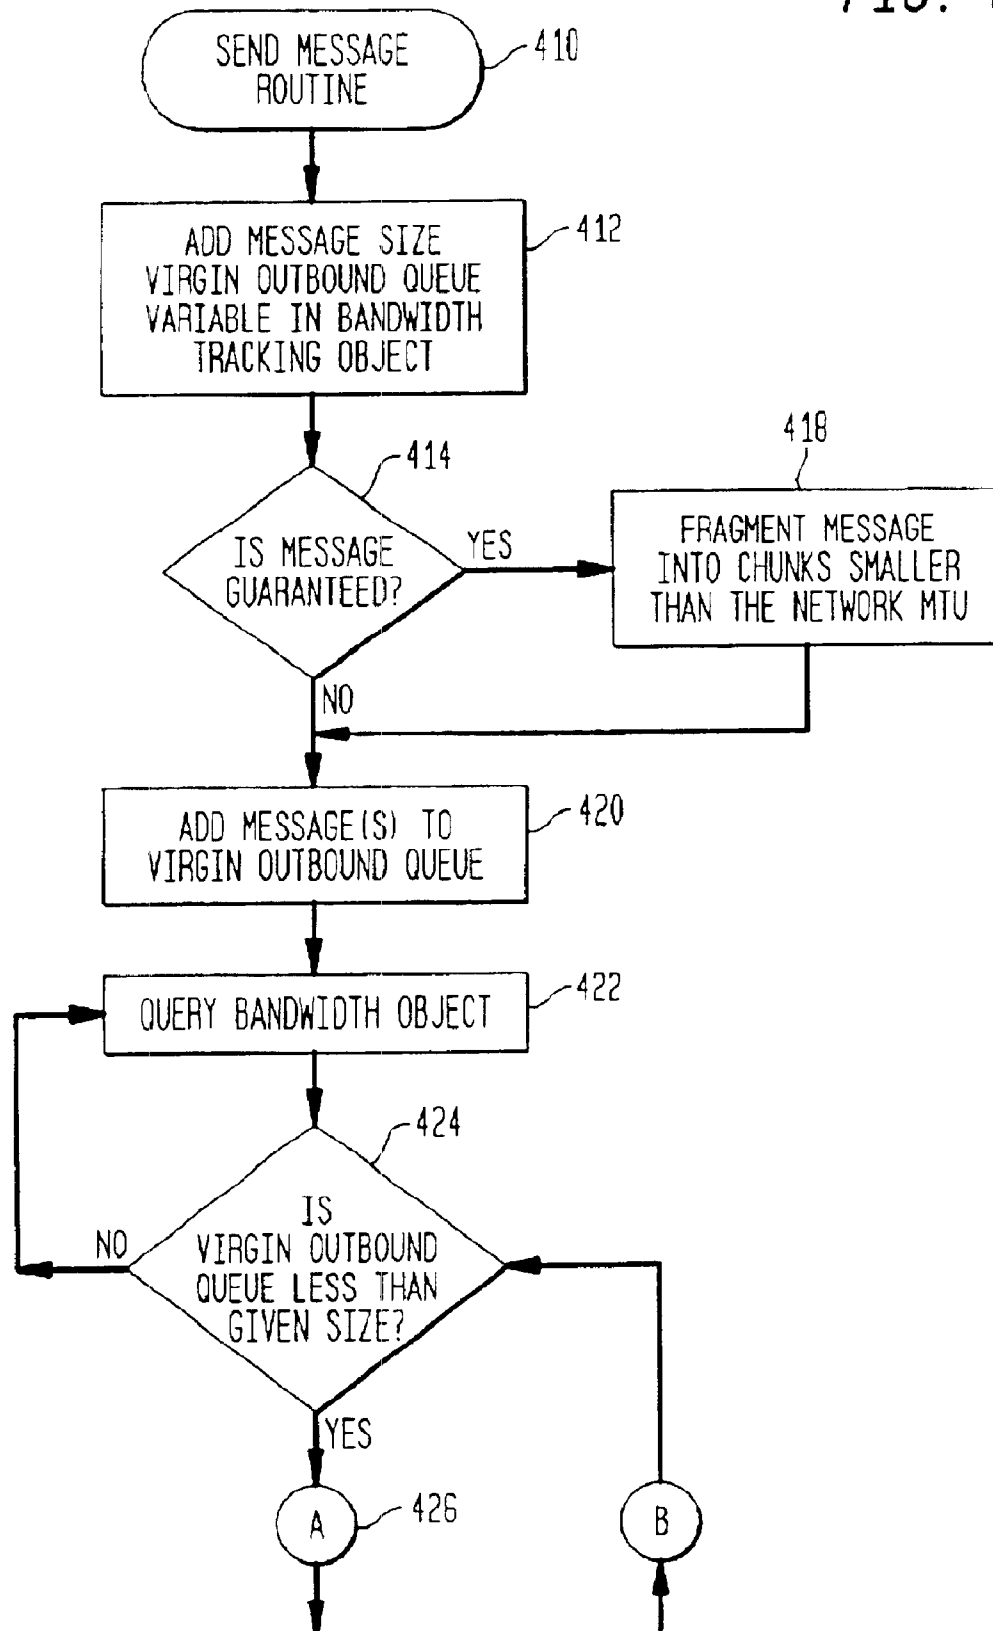 FIG.
SEND MESSAGE
ROUTINE
410
ADD MESSAGE SIZE
VIRGIN OUTBOUND QUEUE
VARIABLE IN BANDWIDTH
TRACKING OBJECT
412
414
IS MESSAGE
GUARANTEED?
YES
NO
418
FRAGMENT MESSAGE
INTO CHUNKS SMALLER
THAN THE NETWORK MTU
ADD MESSAGE(S) TO
VIRGIN OUTBOUND QUEUE
420
QUERY BANDWIDTH OBJECT
422
424
IS
VIRGIN OUTBOUND
QUEUE LESS THAN
GIVEN SIZE?
NO
YES
A
426
B